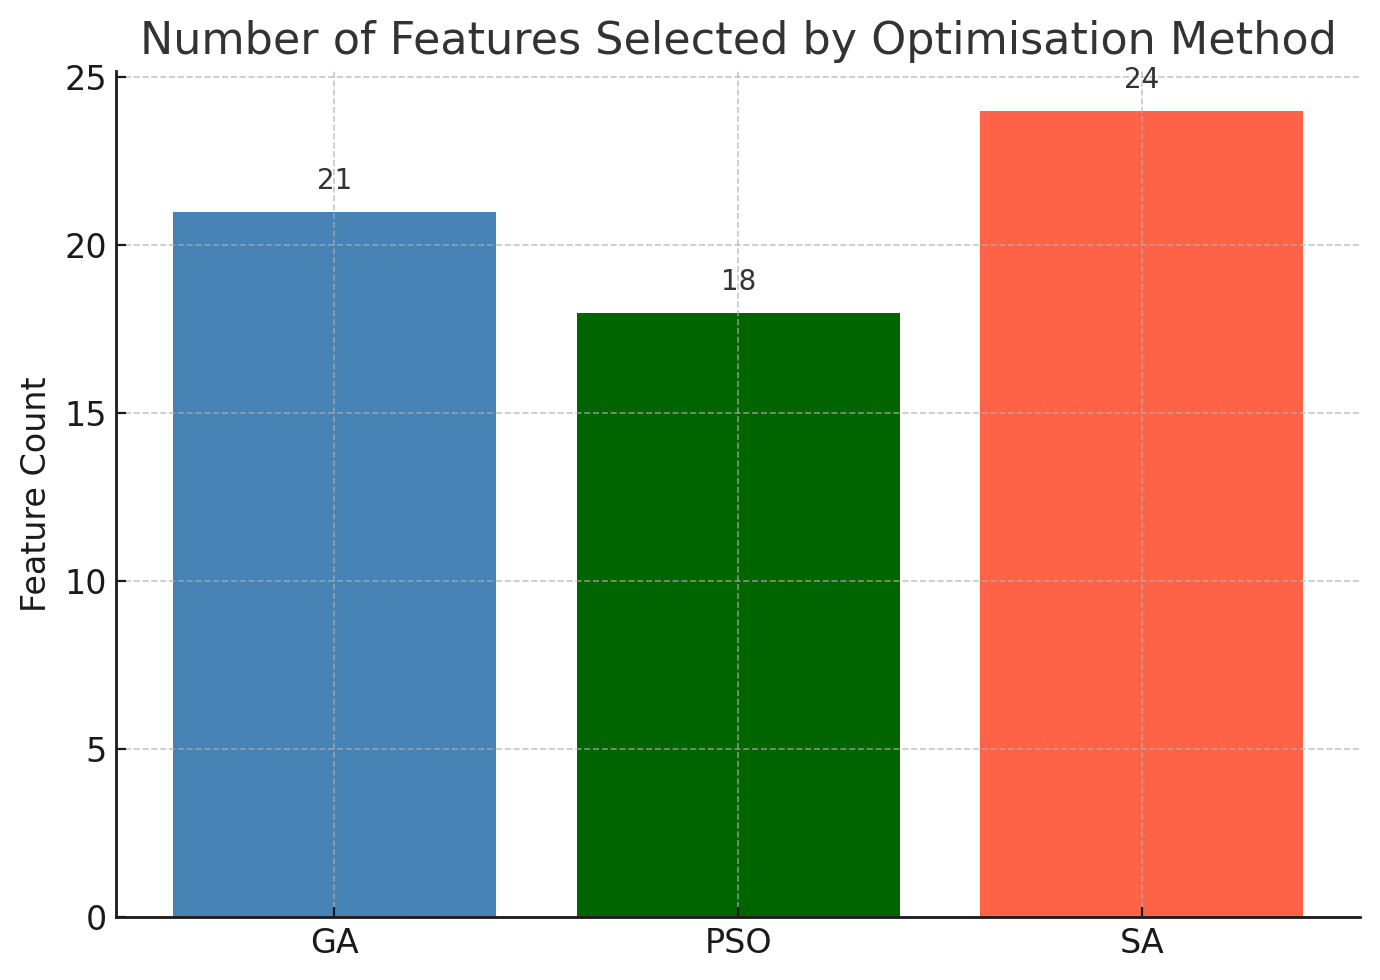 Number of Features Selected by Optimisation Method
25
20
15
10
5
0
Feature Count
21
18
24
GA
PSO
SA